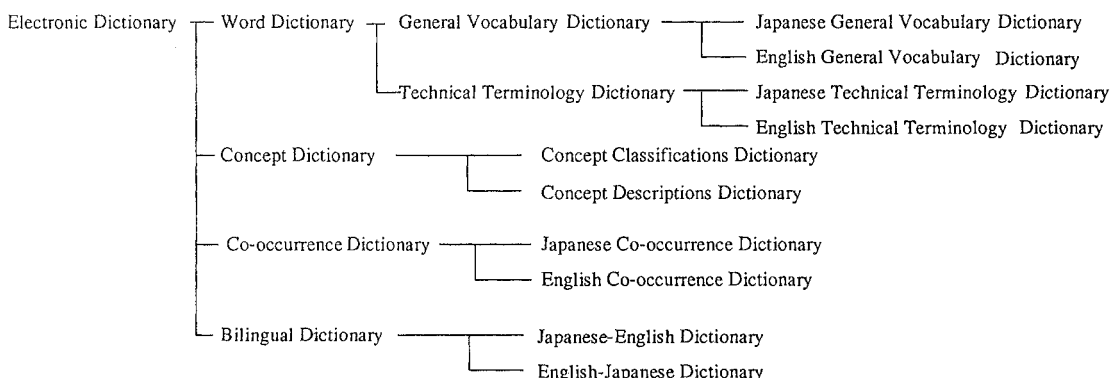 Electronic Dictionary Word Dictionary General Vocabulary Dictionary Japanese General Vocabulary Dictionary
English General Vocabulary Dictionary
Technical Terminology Dictionary Japanese Technical Terminology Dictionary
English Technical Terminology Dictionary
Concept Dictionary Concept Classifications Dictionary
Concept Descriptions Dictionary
Co-occurrence Dictionary Japanese Co-occurrence Dictionary
English Co-occurrence Dictionary
Bilingual Dictionary Japanese-English Dictionary
English-Japanese Dictionary